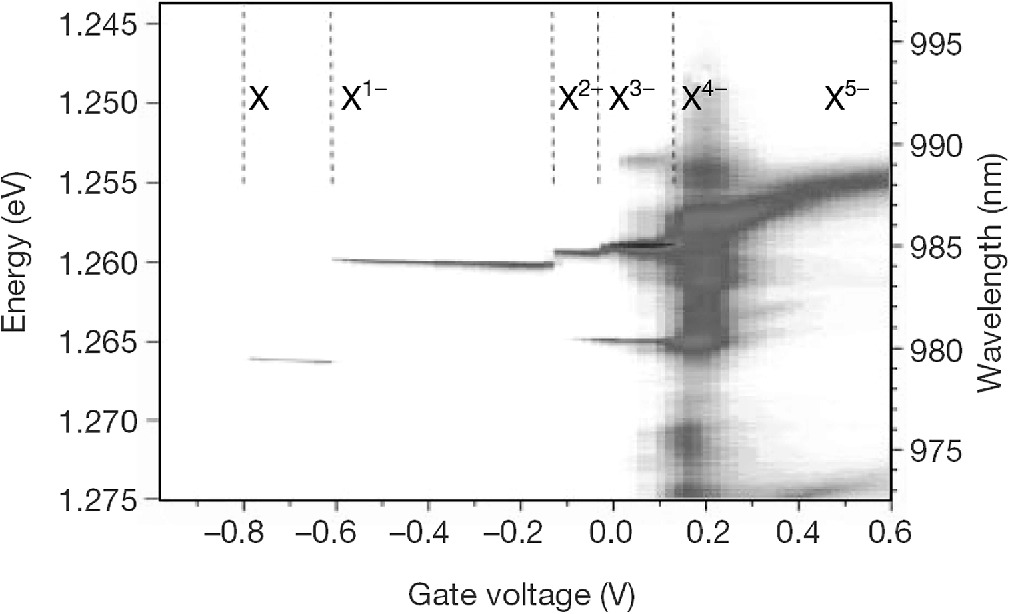 1.245
1.250
1.255
1.260
1.265
1.270
1.275
Energy (eV)
X X¹⁻ X²⁻ X³⁻ X⁴⁻ X⁵⁻
995
990
985
980
975
Wavelength (nm)
−0.8 −0.6 −0.4 −0.2 0.0 0.2 0.4 0.6
Gate voltage (V)